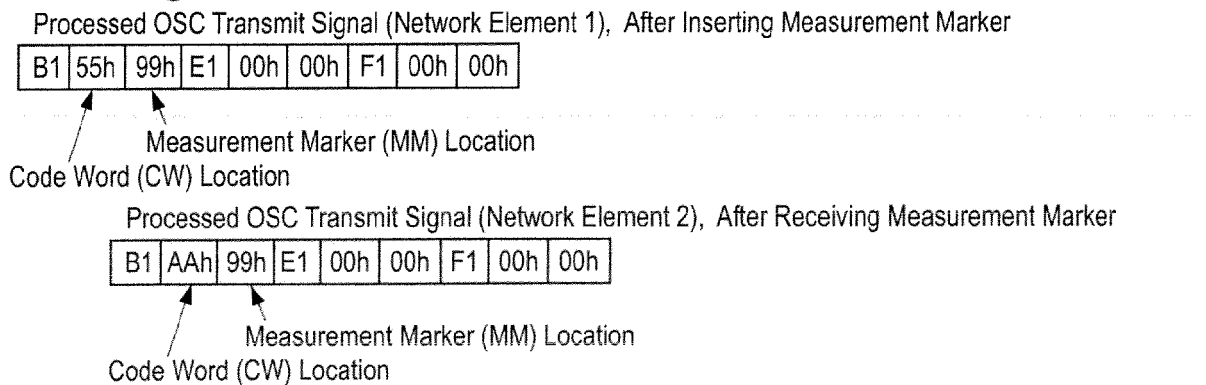 Processed OSC Transmit Signal (Network Element 1), After Inserting Measurement Marker
B1 55h 99h E1 00h 00h F1 00h 00h
Measurement Marker (MM) Location
Code Word (CW) Location
Processed OSC Transmit Signal (Network Element 2), After Receiving Measurement Marker
B1 AAh 99h E1 00h 00h F1 00h 00h
Measurement Marker (MM) Location
Code Word (CW) Location